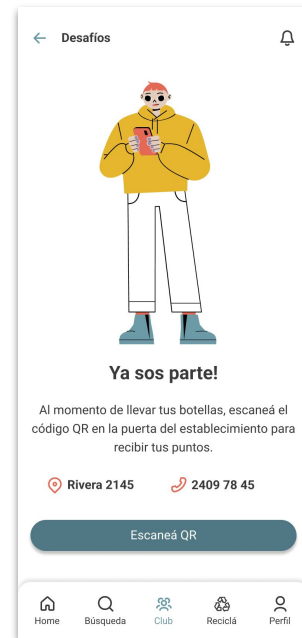 Desafíos
Ya sos parte!
Al momento de llevar tus botellas, escaneá el
código QR en la puerta del establecimiento para
recibir tus puntos.
Rivera 2145 2409 78 45
Escaneá QR
Home Búsqueda Club Reciclá Perfil